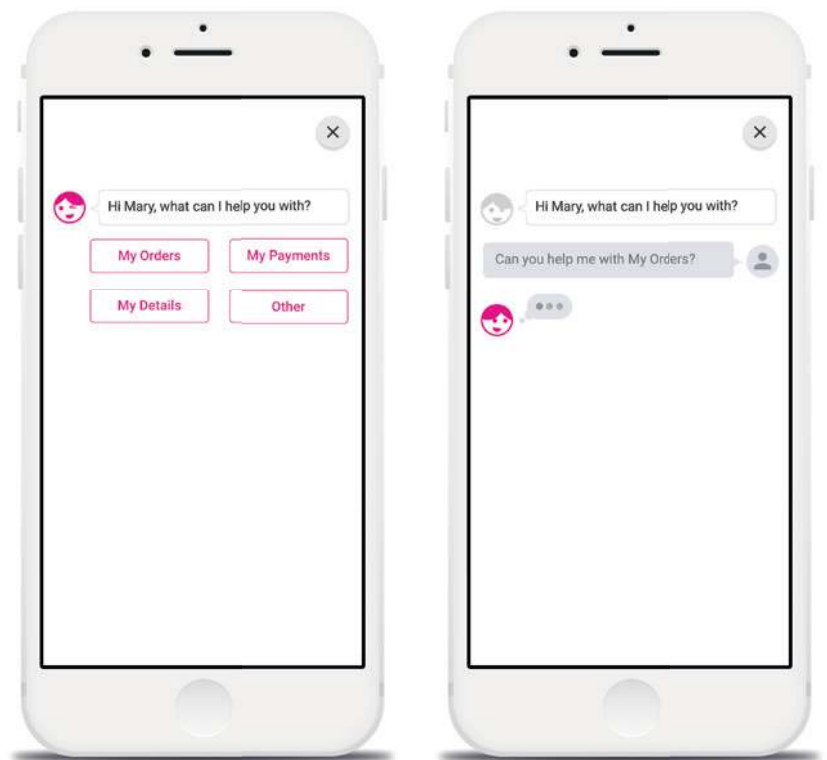 Hi Mary, what can I help you with?
My Orders
My Payments
My Details
Other
Hi Mary, what can I help you with?
Can you help me with My Orders?